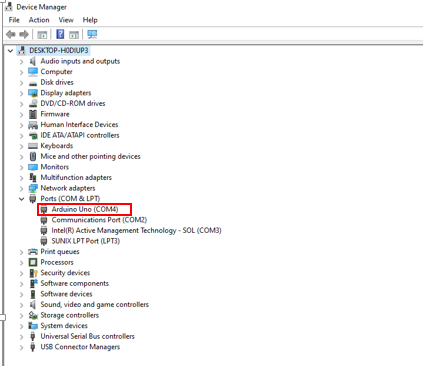 Device Manager
File Action View Help
DESKTOP-H0DIUP3
Audio inputs and outputs
Computer
Disk drives
Display adapters
DVD/CD-ROM drives
Firmware
Human Interface Devices
IDE ATA/ATAPI controllers
Keyboards
Mice and other pointing devices
Monitors
Multifunction adapters
Network adapters
Ports (COM & LPT)
Arduino Uno (COM4)
Communications Port (COM2)
Intel(R) Active Management Technology - SOL (COM3)
SUNIX LPT Port (LPT3)
Print queues
Processors
Security devices
Software components
Software devices
Sound, video and game controllers
Storage controllers
System devices
Universal Serial Bus controllers
USB Connector Managers